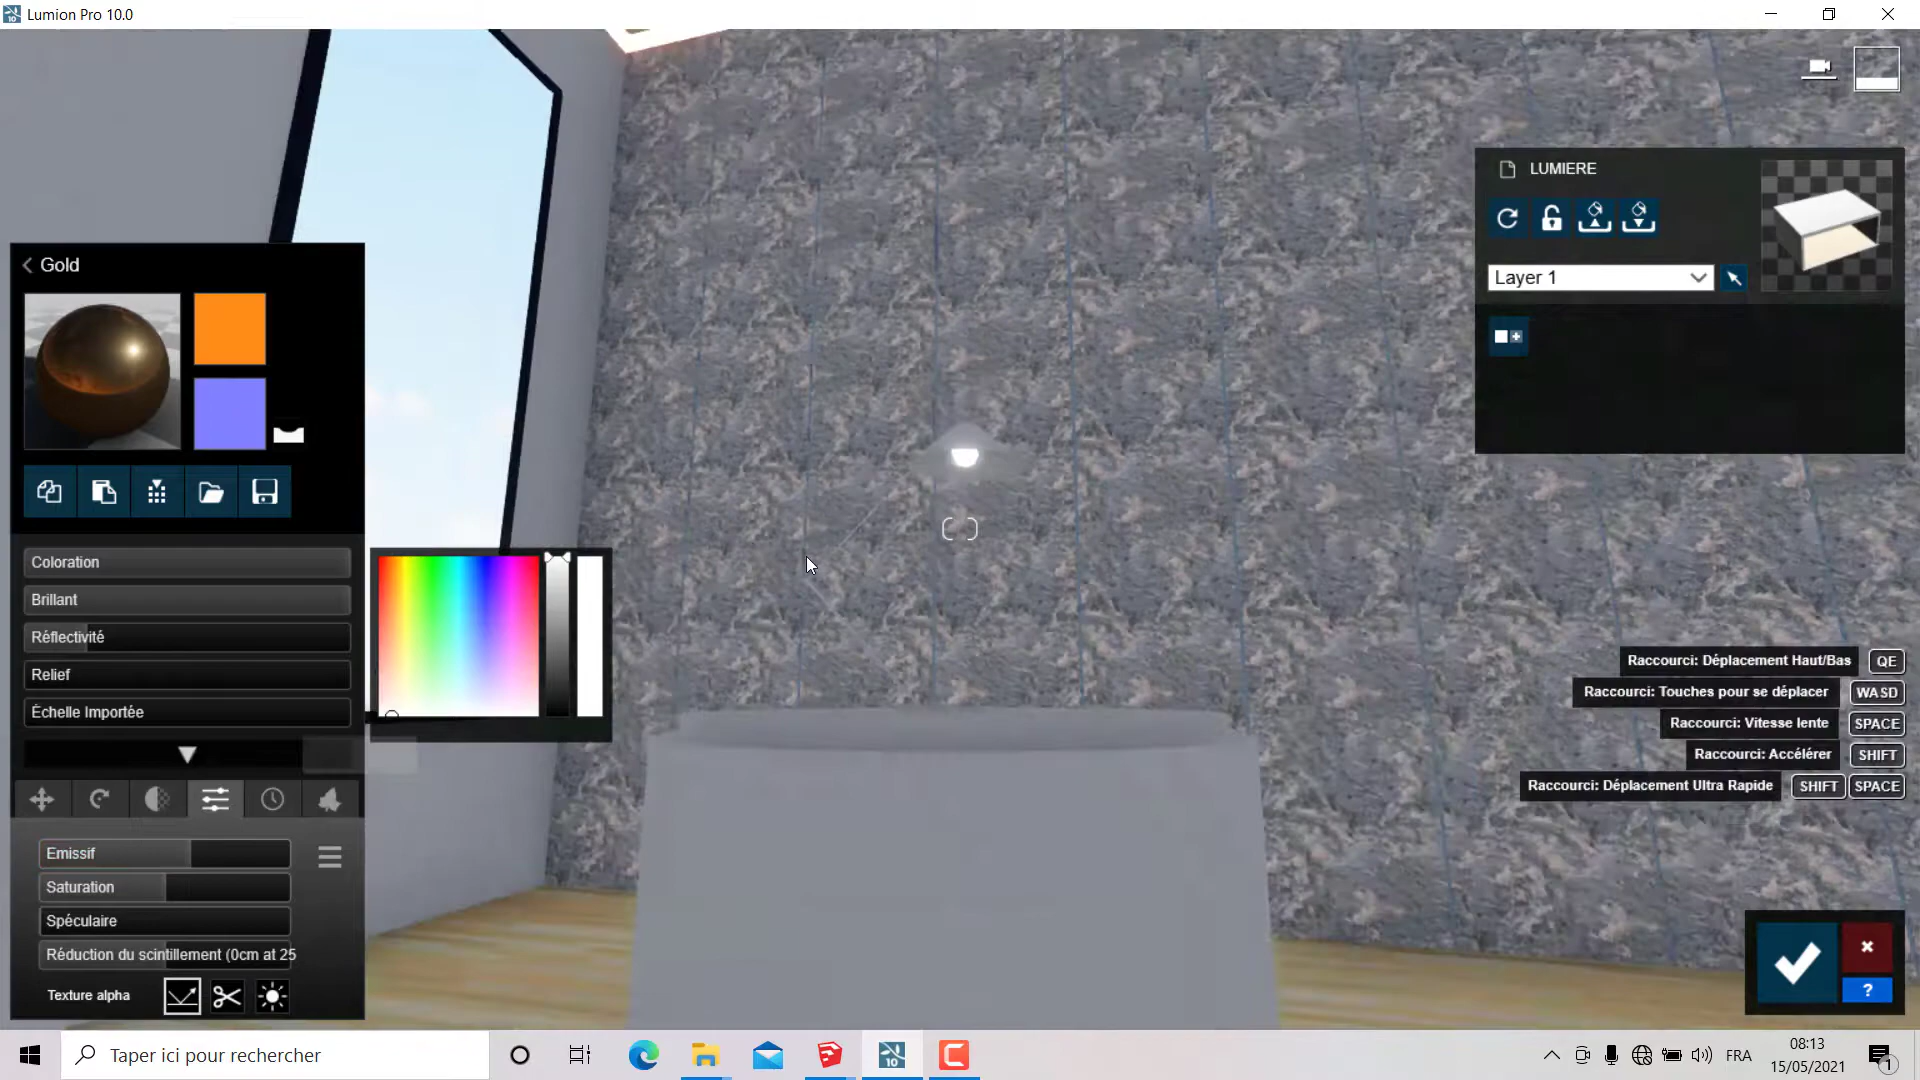 Lumion Pro 10.0
LUMIERE
Layer 1
Gold
Coloration
Brillant
Réflectivité
Relief
Échelle Importée
Emissif
Saturation
Spéculaire
Réduction du scintillement (0cm at 25
Texture alpha
Raccourci: Déplacement Haut/Bas QE
Raccourci: Touches pour se déplacer WASD
Raccourci: Vitesse lente SPACE
Raccourci: Accélérer SHIFT
Raccourci: Déplacement Ultra Rapide SHIFT SPACE
?
Taper ici pour rechercher
10
FRA
08:13
15/05/2021
1